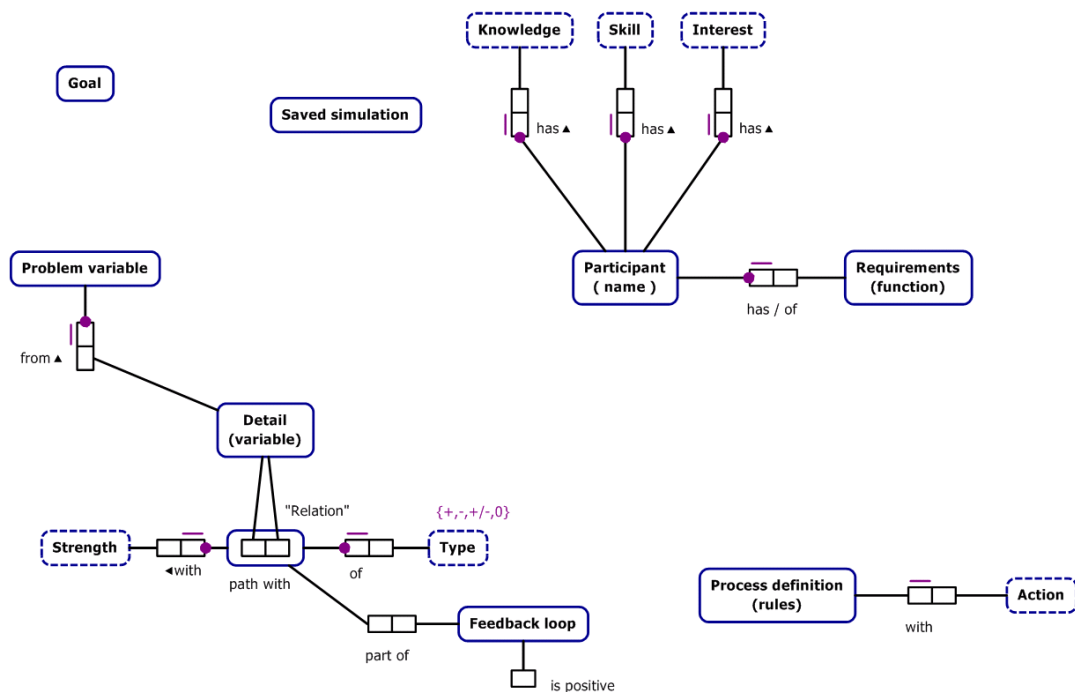 Knowledge
Skill
Interest
Goal
Saved simulation
has ▲
has ▲
has ▲
Problem variable
Participant
( name )
Requirements
(function)
has / of
from ▲
Detail
(variable)
"Relation"
{+,-,+/-,0}
Strength
Type
◄with
path with
of
Process definition
(rules)
Action
with
Feedback loop
part of
is positive